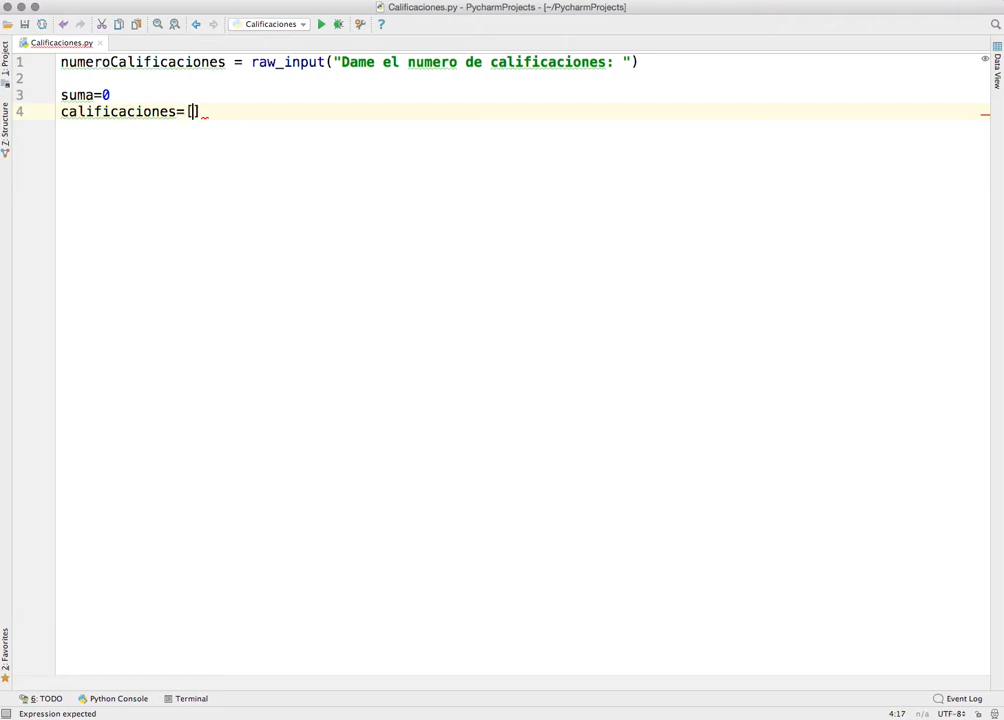 Calificaciones.py - PycharmProjects - [~/PycharmProjects]
Calificaciones
Calificaciones.py
1 numeroCalificaciones = raw_input("Dame el numero de calificaciones: ")
2
3 suma=0
4 calificaciones=[]
1: Project
Z: Structure
2: Favorites
Data View
6: TODO Python Console Terminal Event Log
Expression expected 4:17 n/a UTF-8